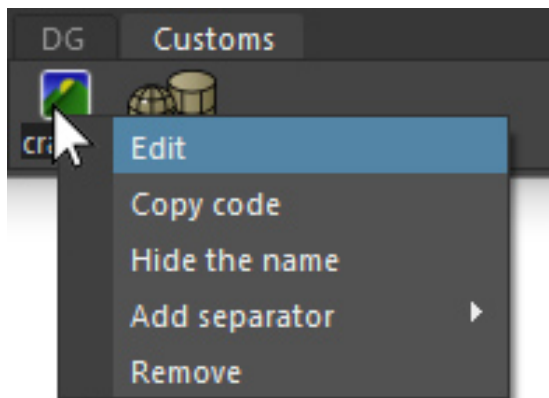 DG Customs
Edit
Copy code
Hide the name
Add separator
Remove